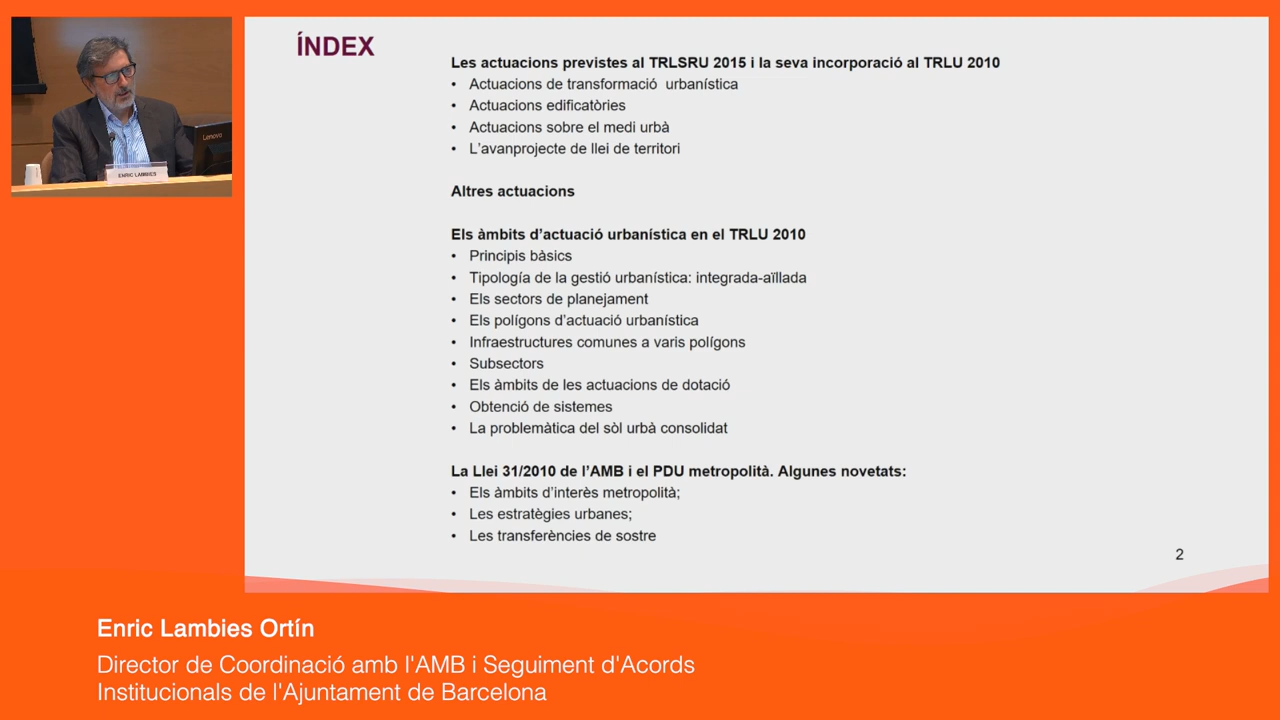 Lenovo
ENRIC LAMBIES
ÍNDEX
Les actuacions previstes al TRLSRU 2015 i la seva incorporació al TRLU 2010
• Actuacions de transformació urbanística
• Actuacions edificatòries
• Actuacions sobre el medi urbà
• L'avanprojecte de llei de territori
Altres actuacions
Els àmbits d'actuació urbanística en el TRLU 2010
• Principis bàsics
• Tipología de la gestió urbanística: integrada-aïllada
• Els sectors de planejament
• Els polígons d'actuació urbanística
• Infraestructures comunes a varis polígons
• Subsectors
• Els àmbits de les actuacions de dotació
• Obtenció de sistemes
• La problemàtica del sòl urbà consolidat
La Llei 31/2010 de l'AMB i el PDU metropolità. Algunes novetats:
• Els àmbits d'interès metropolità;
• Les estratègies urbanes;
• Les transferències de sostre
2
Enric Lambies Ortín
Director de Coordinació amb l'AMB i Seguiment d'Acords
Institucionals de l'Ajuntament de Barcelona